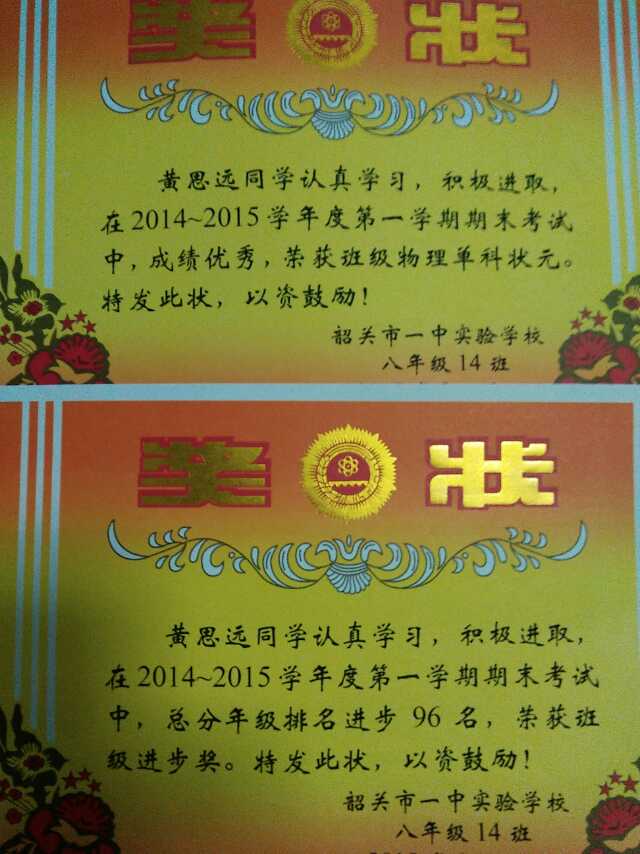 奖状
黄思远同学认真学习，积极进取，
在2014~2015学年度第一学期期末考试
中，成绩优秀，荣获班级物理单科状元。
特发此状，以资鼓励！
韶关市一中实验学校
八年级14班
奖状
黄思远同学认真学习，积极进取，
在2014~2015学年度第一学期期末考试
中，总分年级排名进步 96 名，荣获班
级进步奖。特发此状，以资鼓励！
韶关市一中实验学校
八年级14班